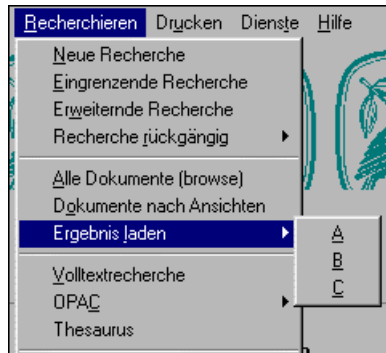 Recherchieren Drucken Dienste Hilfe
Neue Recherche
Eingrenzende Recherche
Erweiternde Recherche
Recherche rückgängig
Alle Dokumente (browse)
Dokumente nach Ansichten
Ergebnis laden
A
B
C
Volltextrecherche
OPAC
Thesaurus